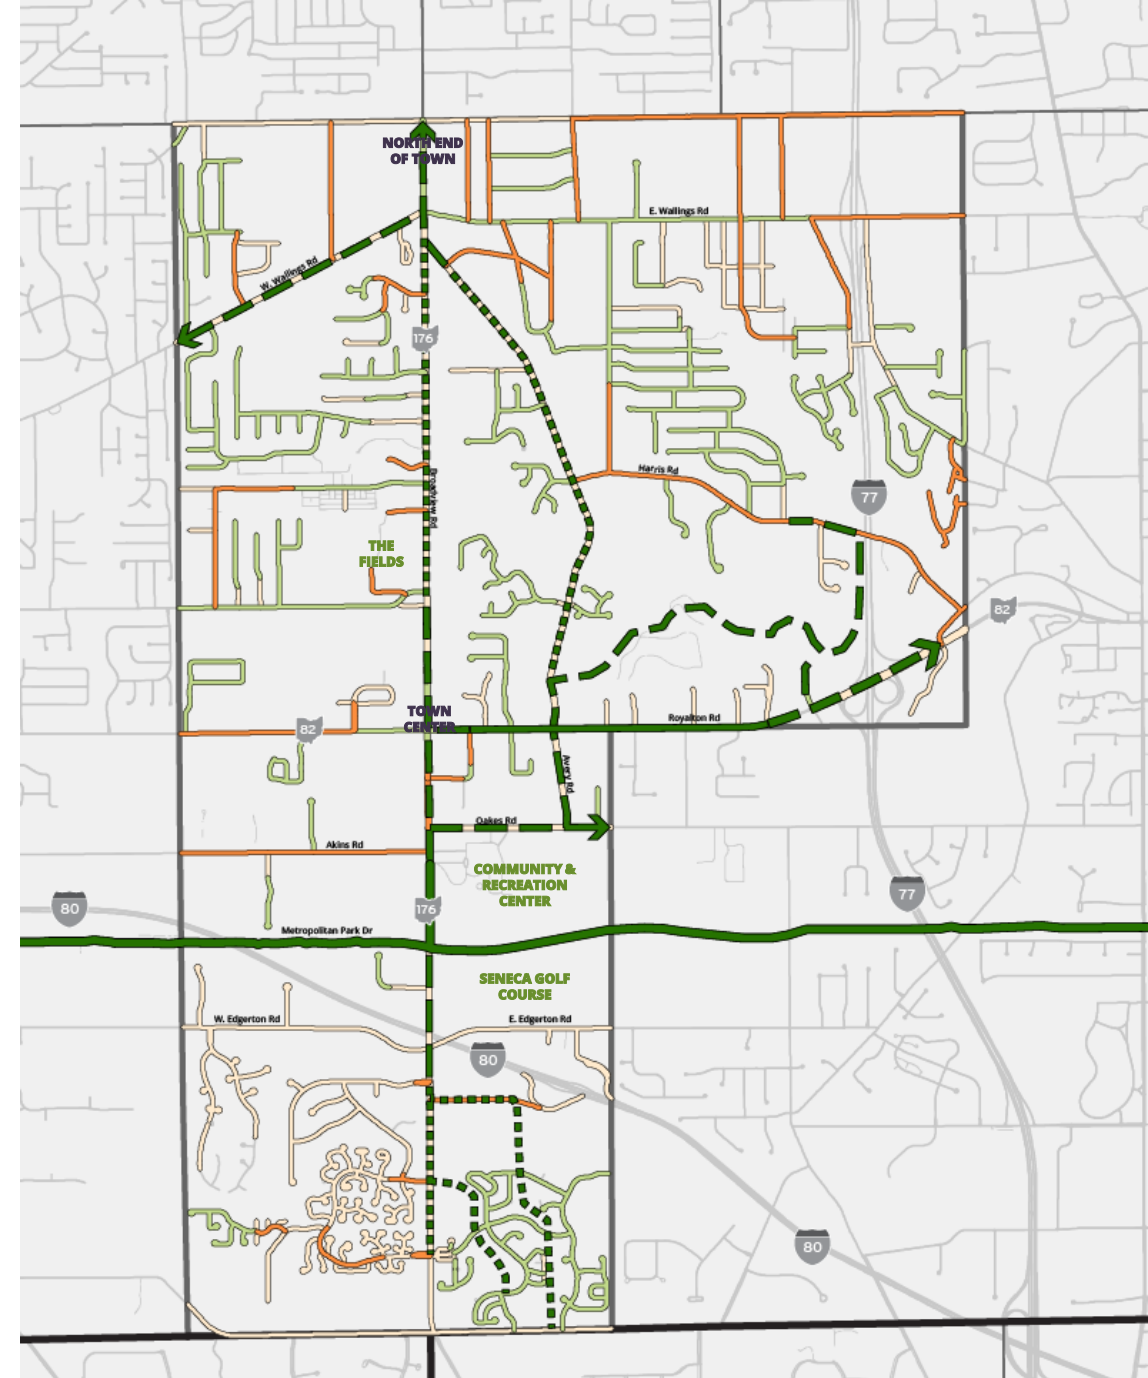 NORTH END
OF TOWN
E. Wallings Rd
W. Wallings Rd
176
Broadview Rd
Harris Rd
77
THE
FIELDS
82
TOWN
CENTER
82
Royalton Rd
Avery Rd
Oakes Rd
Akins Rd
COMMUNITY &
RECREATION
CENTER
80
176
77
Metropolitan Park Dr
SENECA GOLF
COURSE
W. Edgerton Rd
E. Edgerton Rd
80
80